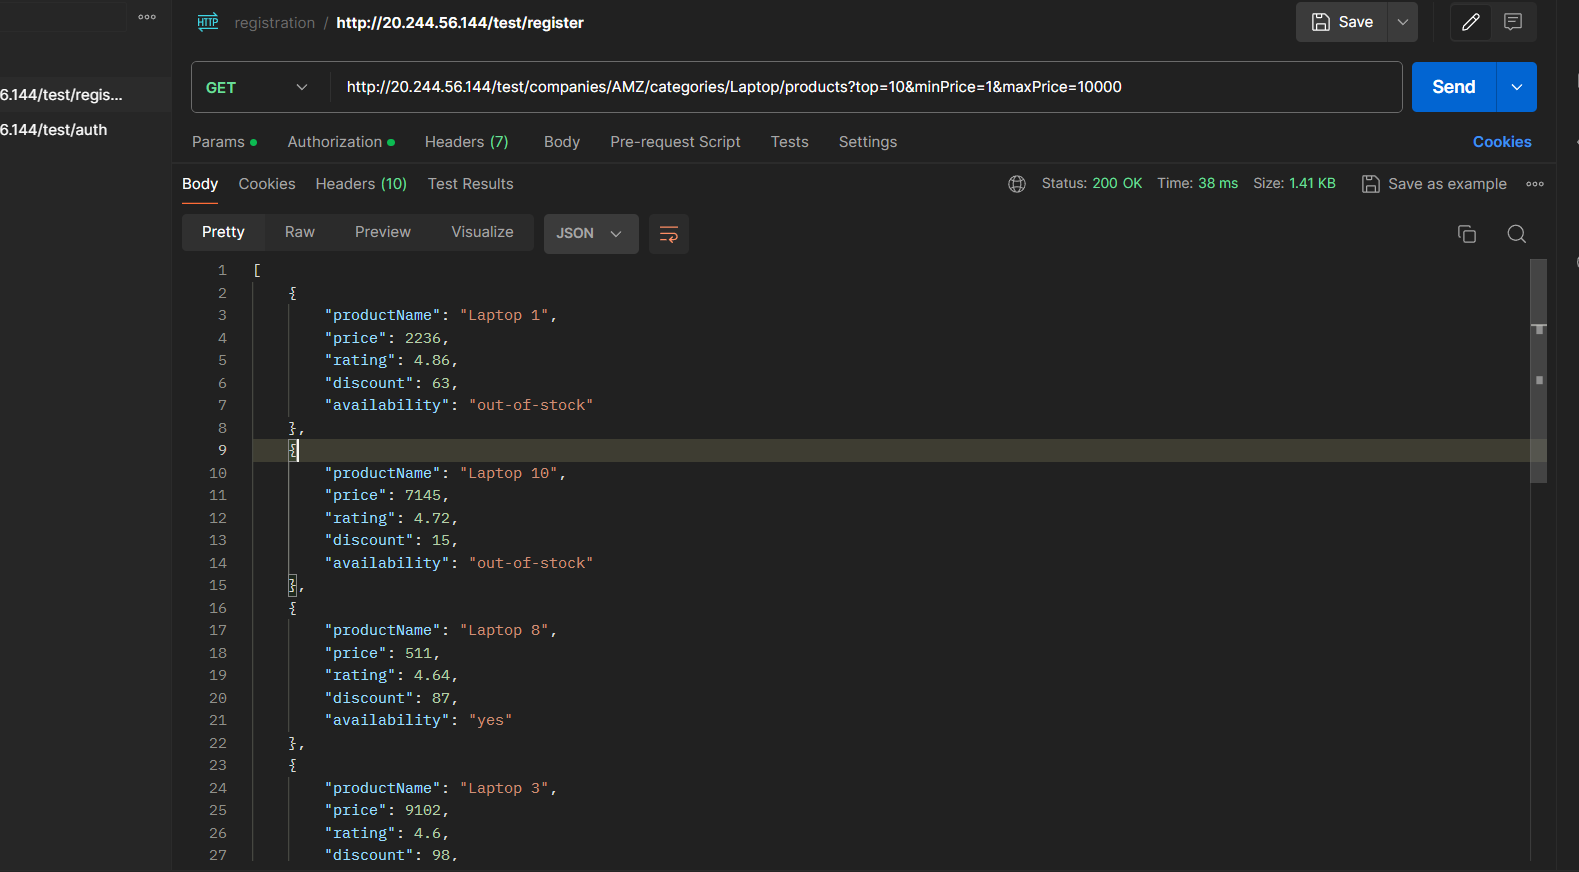 HTTP registration / http://20.244.56.144/test/register Save
6.144/test/regis...
6.144/test/auth
GET http://20.244.56.144/test/companies/AMZ/categories/Laptop/products?top=10&minPrice=1&maxPrice=10000 Send
Params Authorization Headers (7) Body Pre-request Script Tests Settings Cookies
Body Cookies Headers (10) Test Results Status: 200 OK Time: 38 ms Size: 1.41 KB Save as example
Pretty Raw Preview Visualize JSON
1 [
2 {
3 "productName": "Laptop 1",
4 "price": 2236,
5 "rating": 4.86,
6 "discount": 63,
7 "availability": "out-of-stock"
8 },
9 {
10 "productName": "Laptop 10",
11 "price": 7145,
12 "rating": 4.72,
13 "discount": 15,
14 "availability": "out-of-stock"
15 },
16 {
17 "productName": "Laptop 8",
18 "price": 511,
19 "rating": 4.64,
20 "discount": 87,
21 "availability": "yes"
22 },
23 {
24 "productName": "Laptop 3",
25 "price": 9102,
26 "rating": 4.6,
27 "discount": 98,